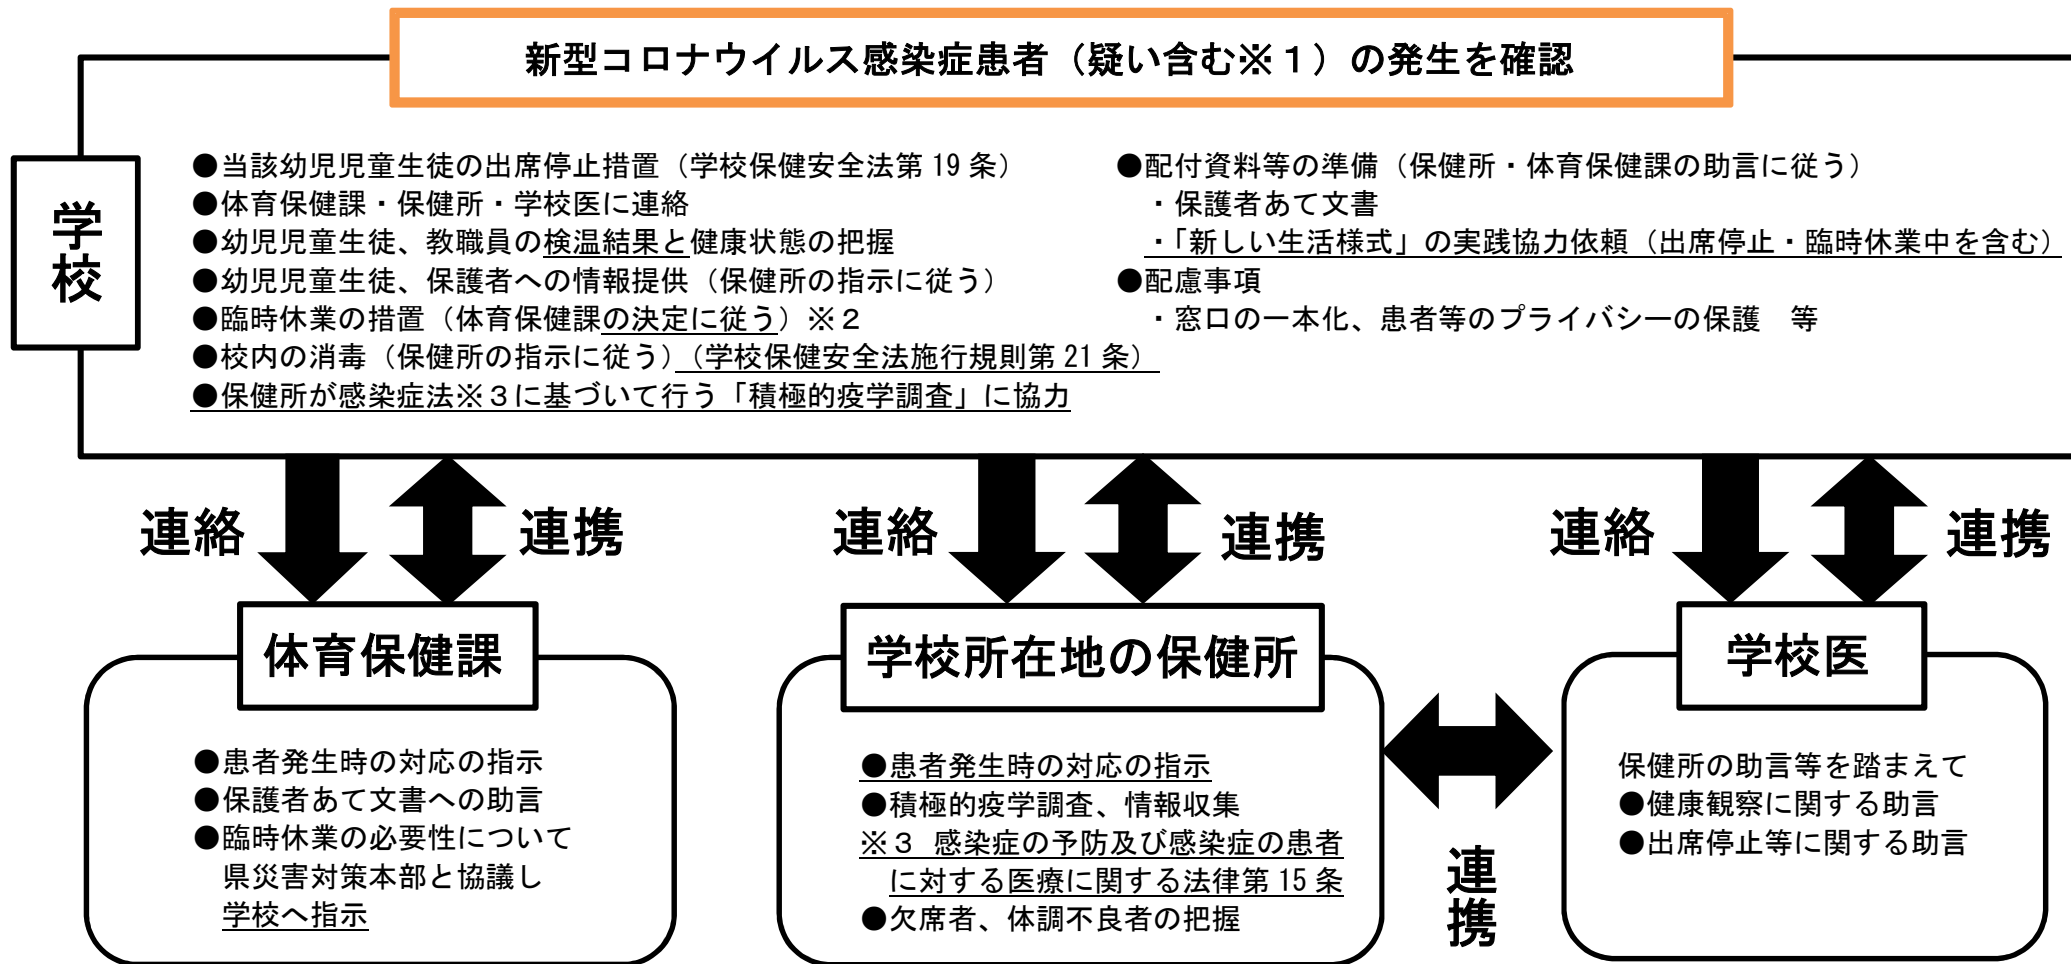 新型コロナウイルス感染症患者（疑い含む※１）の発生を確認
学校
●当該幼児児童生徒の出席停止措置（学校保健安全法第 19 条）
●体育保健課・保健所・学校医に連絡
●幼児児童生徒、教職員の検温結果と健康状態の把握
●幼児児童生徒、保護者への情報提供（保健所の指示に従う）
●臨時休業の措置（体育保健課の決定に従う）※２
●校内の消毒（保健所の指示に従う）（学校保健安全法施行規則第 21 条）
●保健所が感染症法※３に基づいて行う「積極的疫学調査」に協力
●配付資料等の準備（保健所・体育保健課の助言に従う）
・保護者あて文書
・「新しい生活様式」の実践協力依頼（出席停止・臨時休業中を含む）
●配慮事項
・窓口の一本化、患者等のプライバシーの保護　等
連絡
連携
連絡
連携
連絡
連携
体育保健課
●患者発生時の対応の指示
●保護者あて文書への助言
●臨時休業の必要性について
県災害対策本部と協議し
学校へ指示
学校所在地の保健所
●患者発生時の対応の指示
●積極的疫学調査、情報収集
※３ 感染症の予防及び感染症の患者
に対する医療に関する法律第 15 条
●欠席者、体調不良者の把握
連携
学校医
保健所の助言等を踏まえて
●健康観察に関する助言
●出席停止等に関する助言